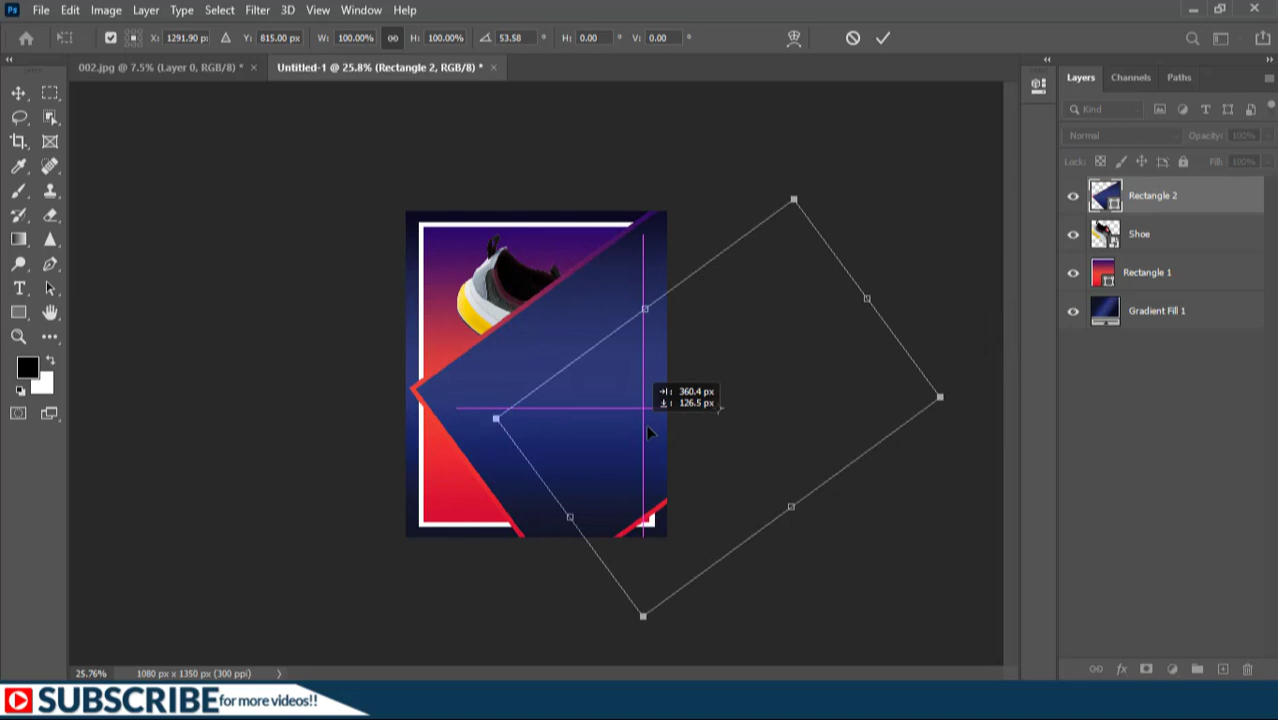 Ps File Edit Image Layer Type Select Filter 3D View Window Help
X: 1291.90 p: Y: 815.00 px W: 100.00% H: 100.00% 53.58 ° H: 0.00 ° V: 0.00 °
002.jpg @ 7.5% (Layer 0, RGB/8) * × Untitled-1 @ 25.8% (Rectangle 2, RGB/8) * ×
Layers Channels Paths
Kind
Normal Opacity: 100%
Lock: Fill: 100%
Rectangle 2
Shoe
Rectangle 1
Gradient Fill 1
: 360.4 px
: 126.5 px
25.76% 1080 px x 1350 px (300 ppi)
fx
SUBSCRIBE for more videos!!